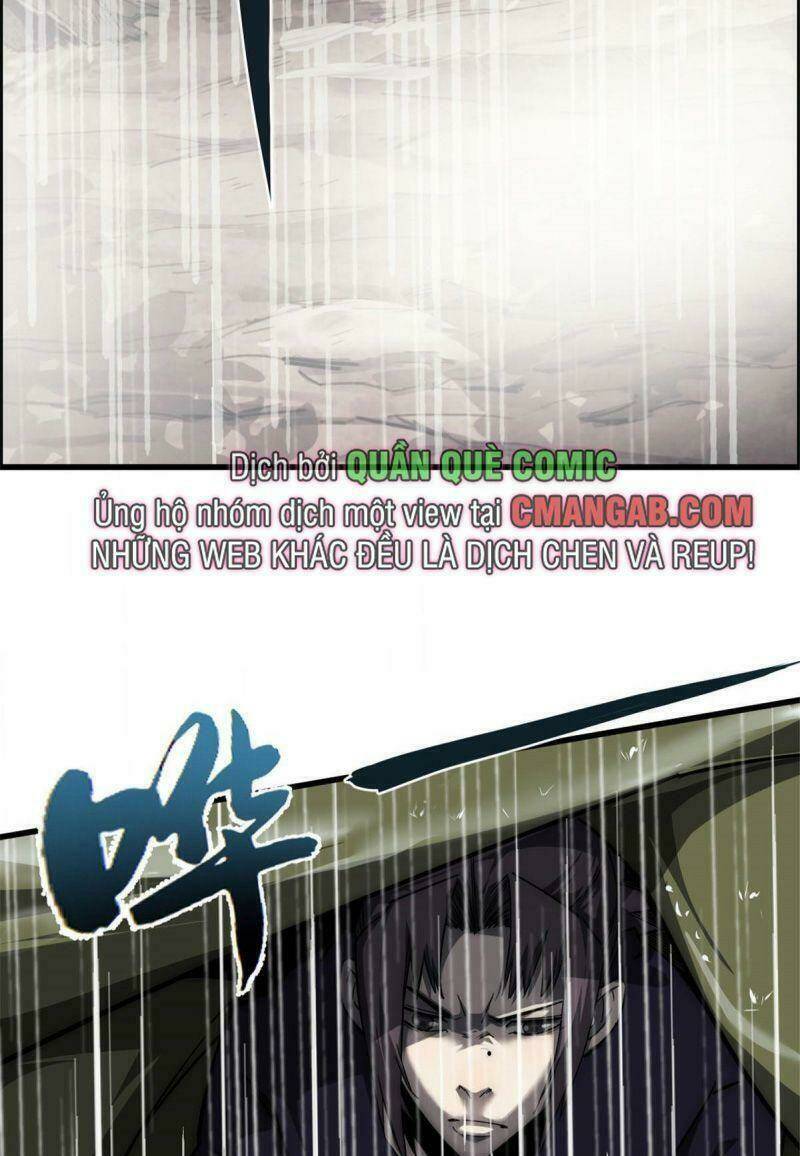 Dịch bởi QUẦN QUÈ COMIC
Ủng hộ nhóm dịch một view tại CMANGAB.COM
NHỮNG WEB KHÁC ĐỀU LÀ DỊCH CHEN VÀ REUP!
哗